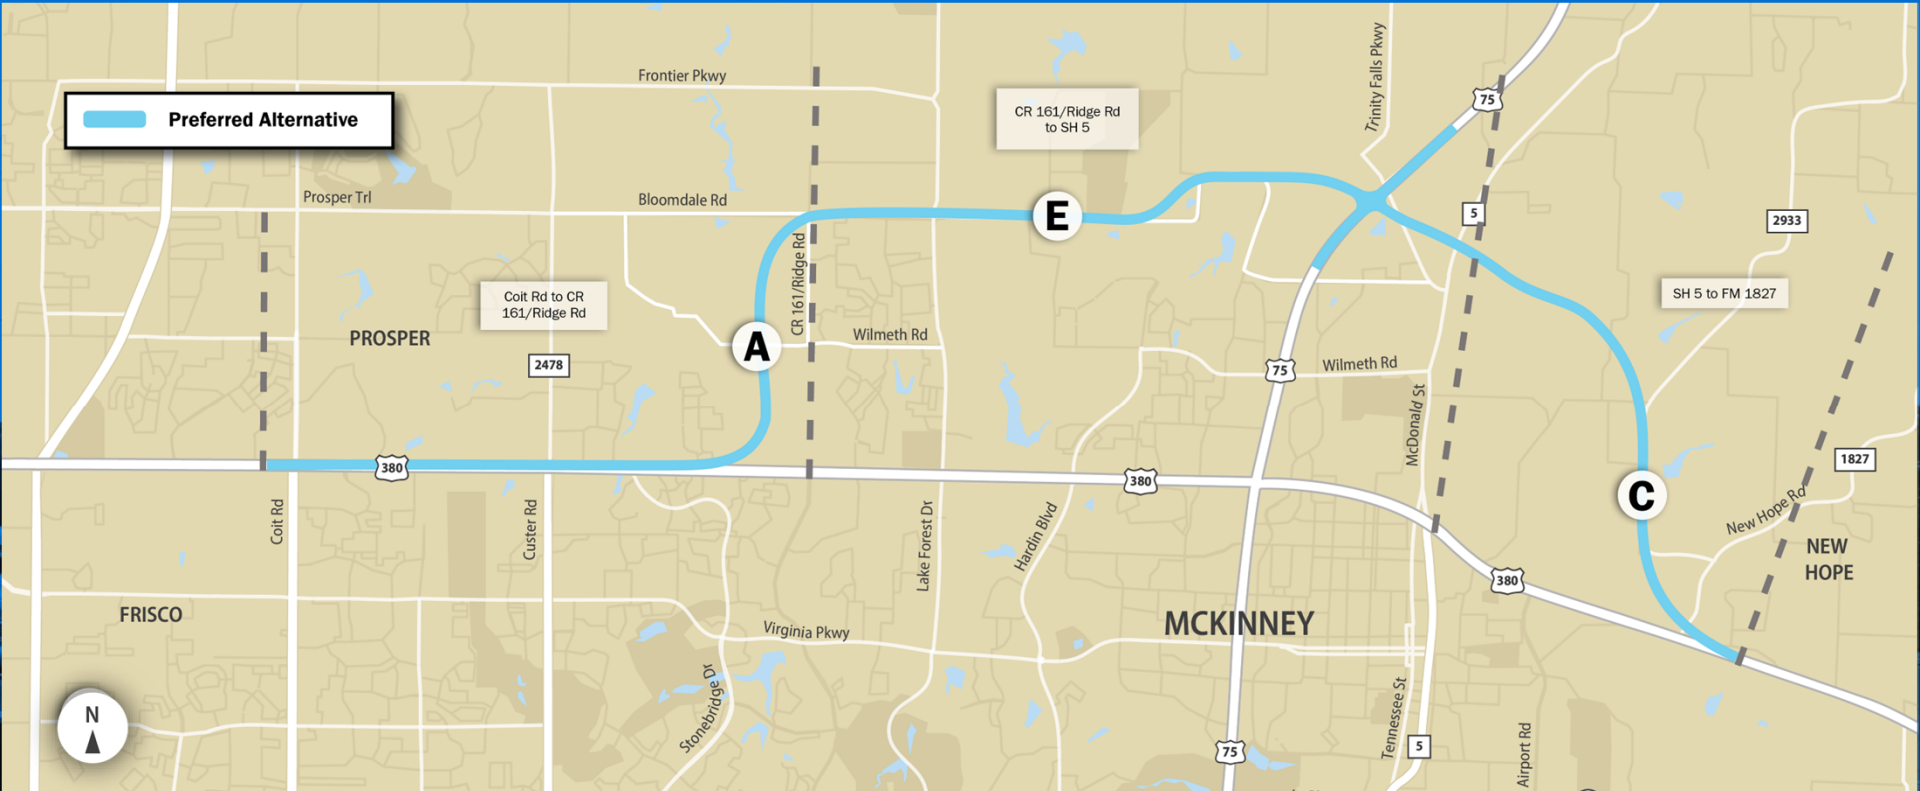 Frontier Pkwy
Trinity Falls Pkwy
75
Preferred Alternative
CR 161/Ridge Rd
to SH 5
Prosper Trl
Bloomdale Rd
E
5
2933
CR 161/Ridge Rd
Coit Rd to CR
161/Ridge Rd
SH 5 to FM 1827
PROSPER
A
Wilmeth Rd
2478
75
Wilmeth Rd
McDonald St
380
380
1827
C
New Hope Rd
Coit Rd
Custer Rd
Lake Forest Dr
Hardin Blvd
NEW
HOPE
380
FRISCO
Virginia Pkwy
MCKINNEY
Stonebridge Dr
Tennessee St
N
75
5
Airport Rd